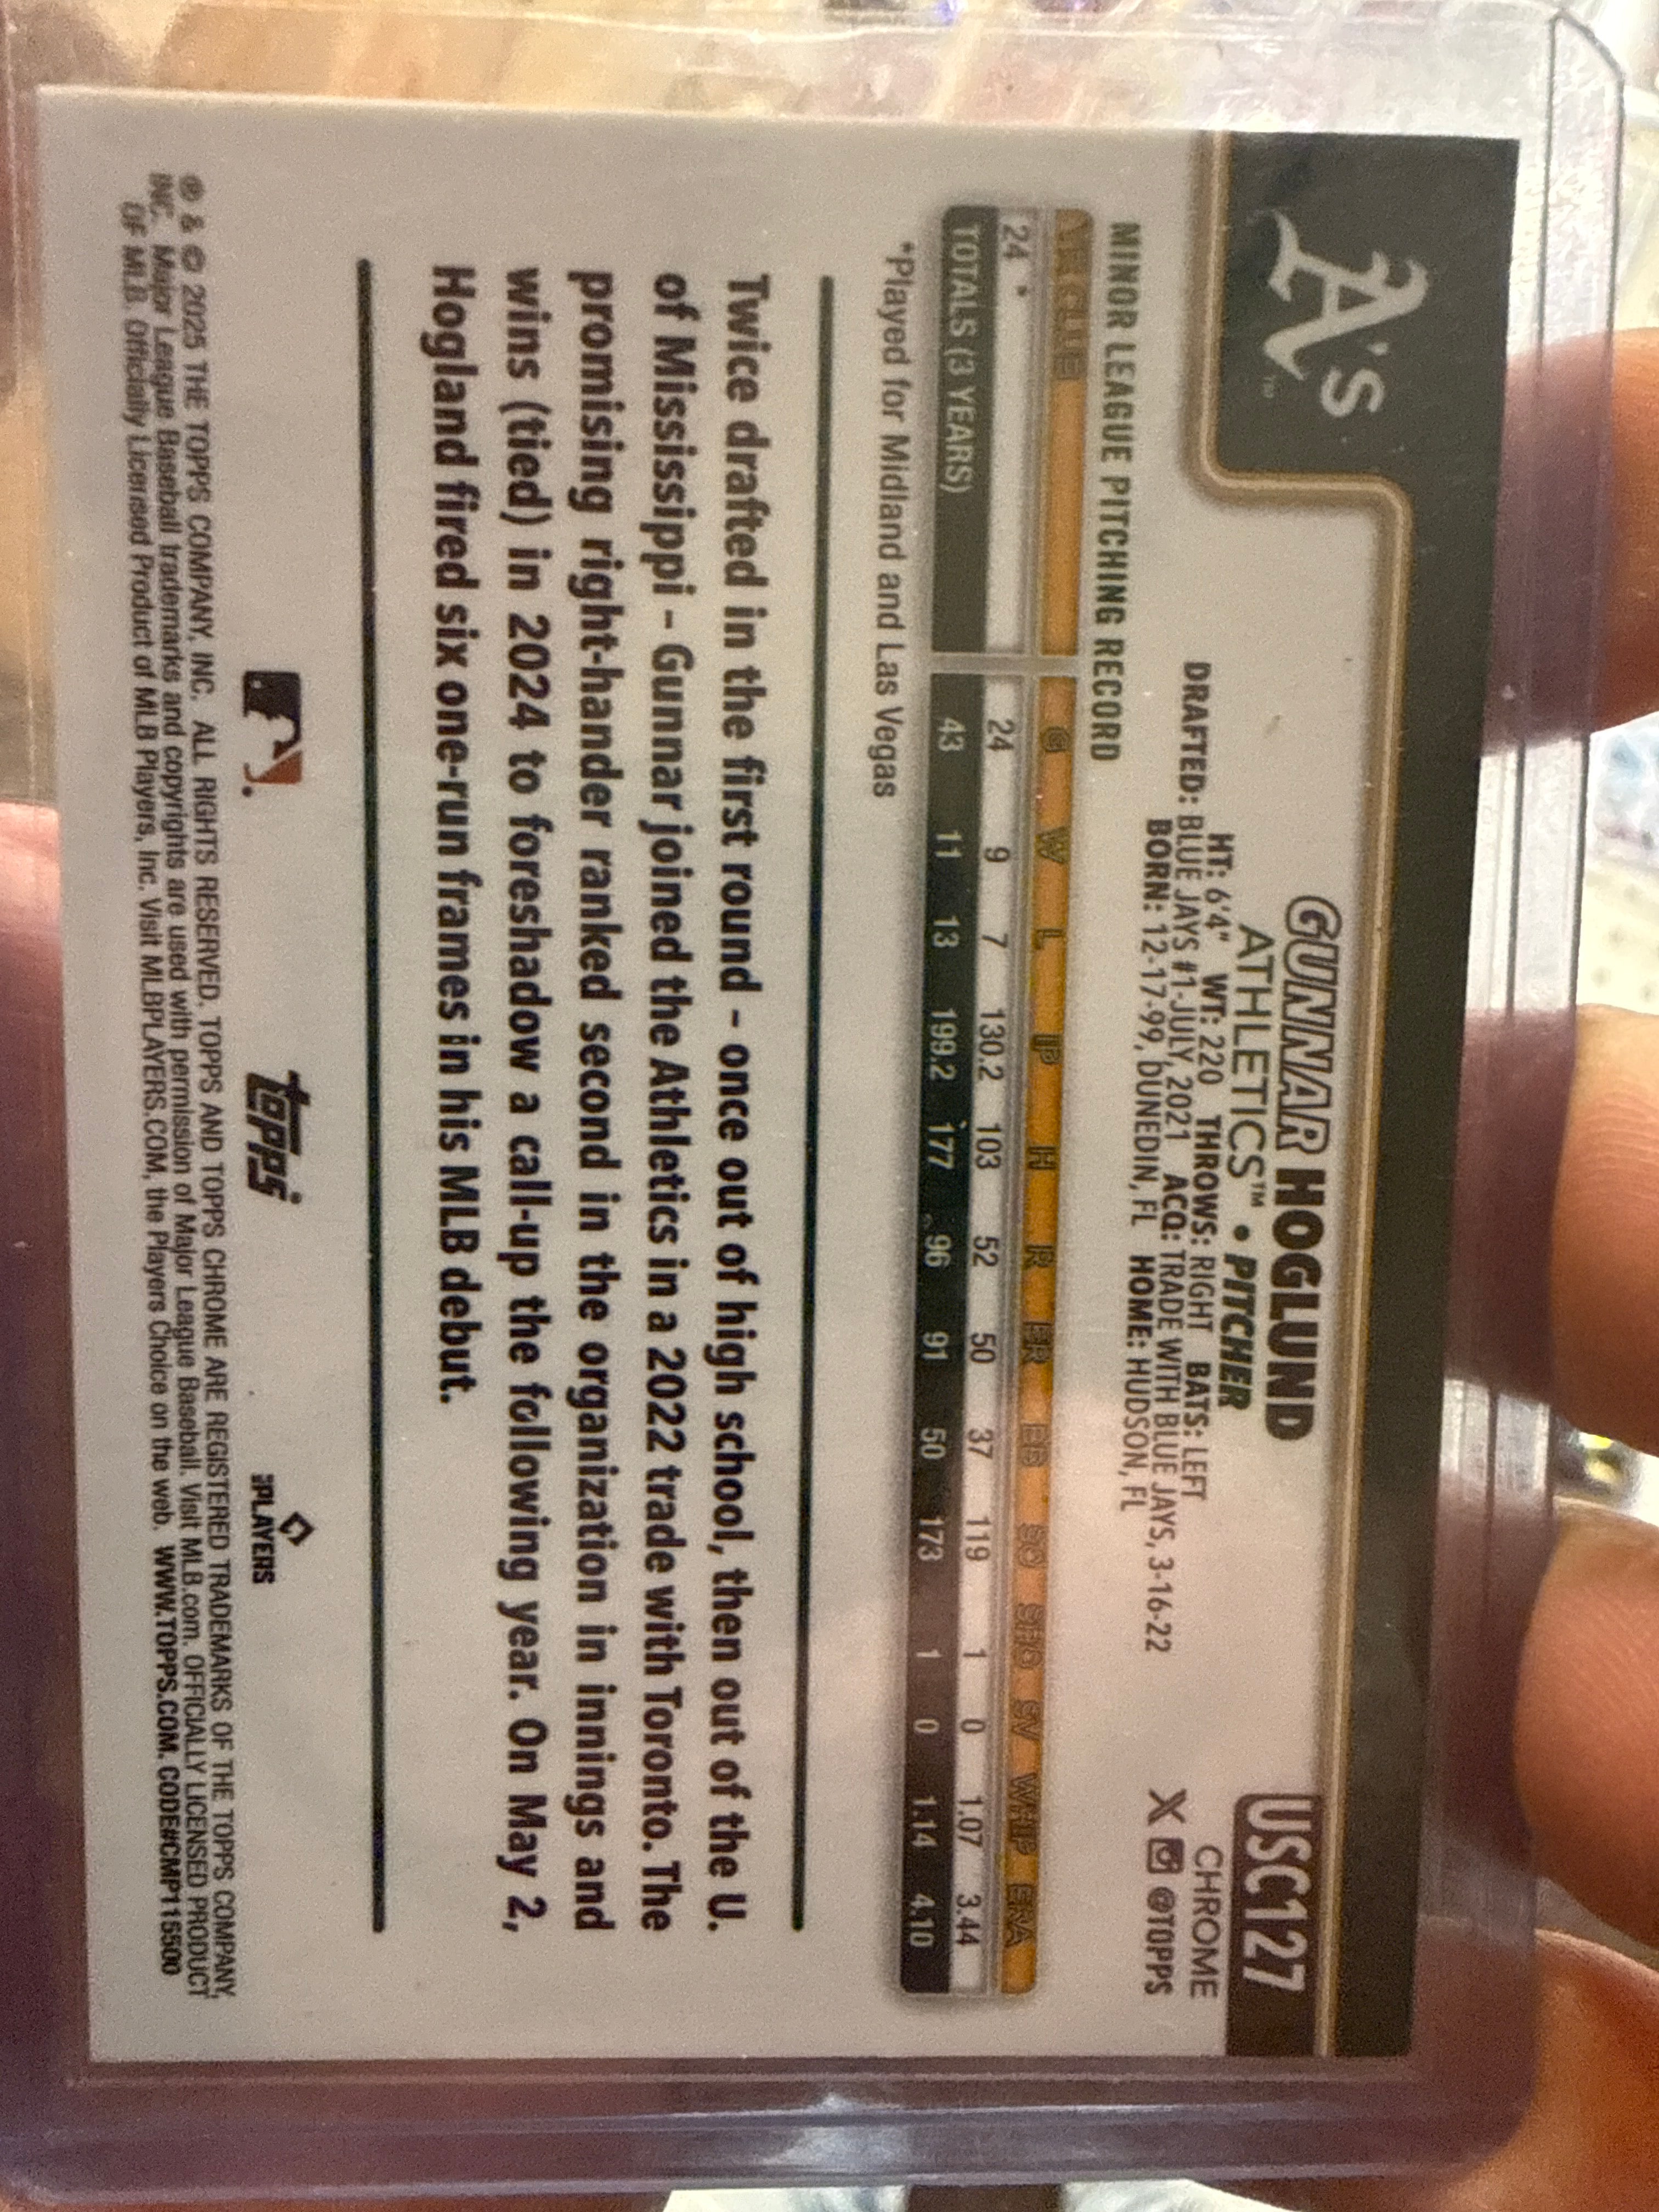 A's™
USC127
CHROME
X @TOPPS
GUNNAR HOGLUND
ATHLETICS™ • PITCHER
HT: 6'4" WT: 220 THROWS: RIGHT BATS: LEFT
DRAFTED: BLUE JAYS #1-JULY, 2021 ACQ: TRADE WITH BLUE JAYS, 3-16-22
BORN: 12-17-99, DUNEDIN, FL HOME: HUDSON, FL
MINOR LEAGUE PITCHING RECORD
G W L IP H R ER BB SO SHO SV WHIP ERA
24 * 24 9 7 130.2 103 52 50 37 119 1 0 1.07 3.44
TOTALS (3 YEARS) 43 11 13 199.2 177 96 91 50 173 1 0 1.14 4.10
*Played for Midland and Las Vegas
Twice drafted in the first round – once out of high school, then out of the U.
of Mississippi – Gunnar joined the Athletics in a 2022 trade with Toronto. The
promising right-hander ranked second in the organization in innings and
wins (tied) in 2024 to foreshadow a call-up the following year. On May 2,
Hogland fired six one-run frames in his MLB debut.
topps
PLAYERS
® & © 2025 THE TOPPS COMPANY, INC. ALL RIGHTS RESERVED. TOPPS AND TOPPS CHROME ARE REGISTERED TRADEMARKS OF THE TOPPS COMPANY,
INC. Major League Baseball trademarks and copyrights are used with permission of Major League Baseball. Visit MLB.com. OFFICIALLY LICENSED PRODUCT
OF MLB. Officially Licensed Product of MLB Players, Inc. Visit MLBPLAYERS.COM, the Players Choice on the web. WWW.TOPPS.COM. CODE#CMP115500